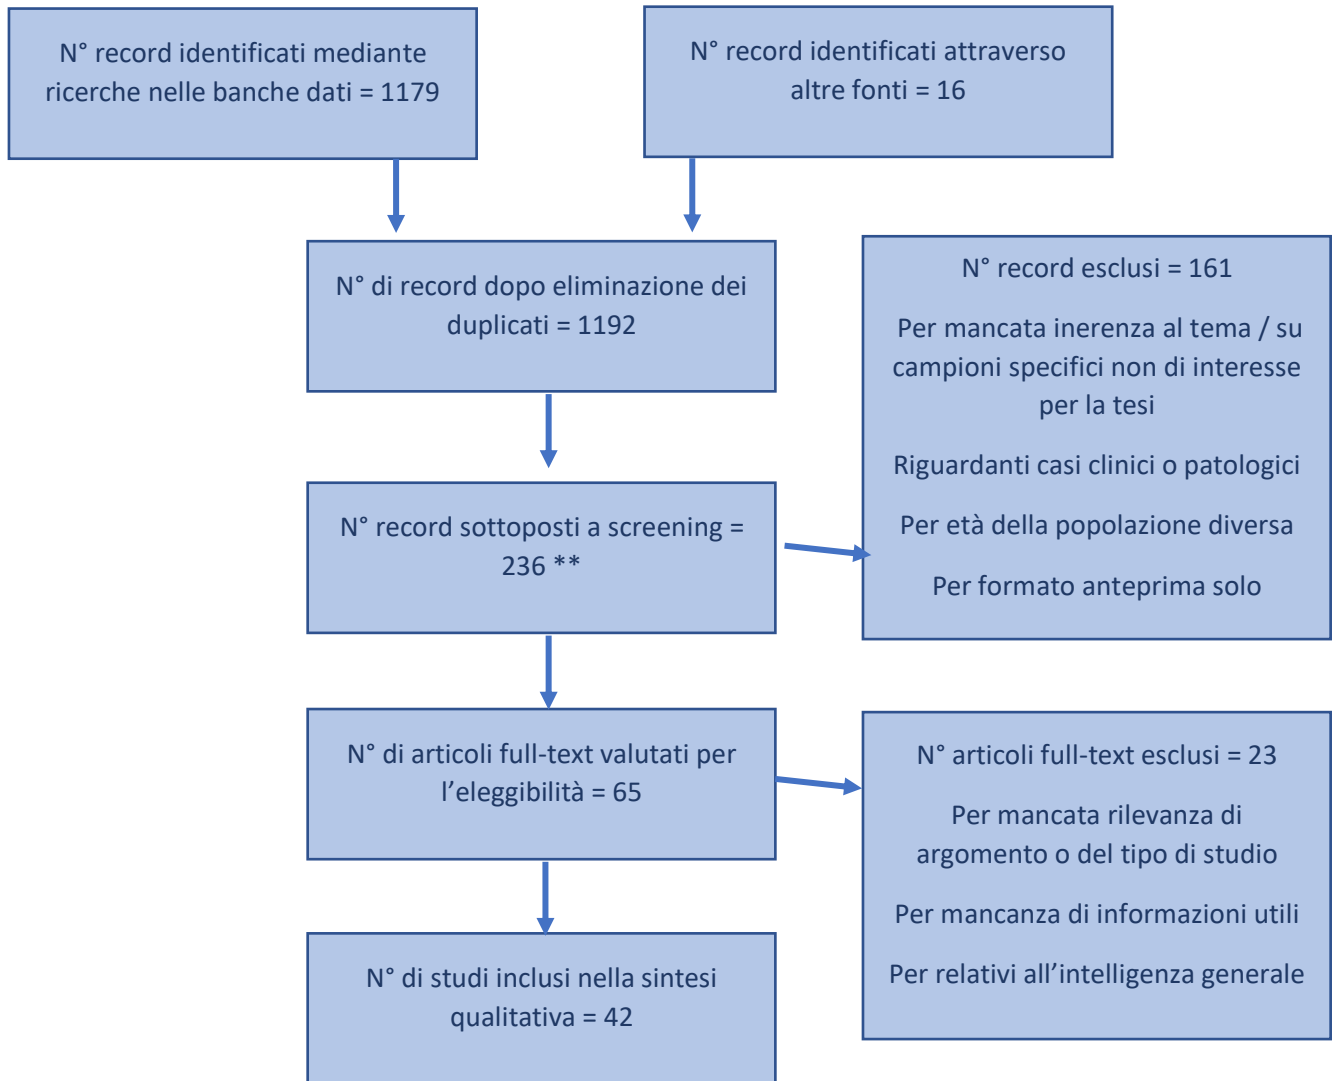 N° record identificati mediante
ricerche nelle banche dati = 1179
N° record identificati attraverso
altre fonti = 16
N° di record dopo eliminazione dei
duplicati = 1192
N° record esclusi = 161
Per mancata inerenza al tema / su
campioni specifici non di interesse
per la tesi
Riguardanti casi clinici o patologici
Per età della popolazione diversa
Per formato anteprima solo
N° record sottoposti a screening =
236 **
N° di articoli full-text valutati per
l’eleggibilità = 65
N° articoli full-text esclusi = 23
Per mancata rilevanza di
argomento o del tipo di studio
Per mancanza di informazioni utili
Per relativi all’intelligenza generale
N° di studi inclusi nella sintesi
qualitativa = 42